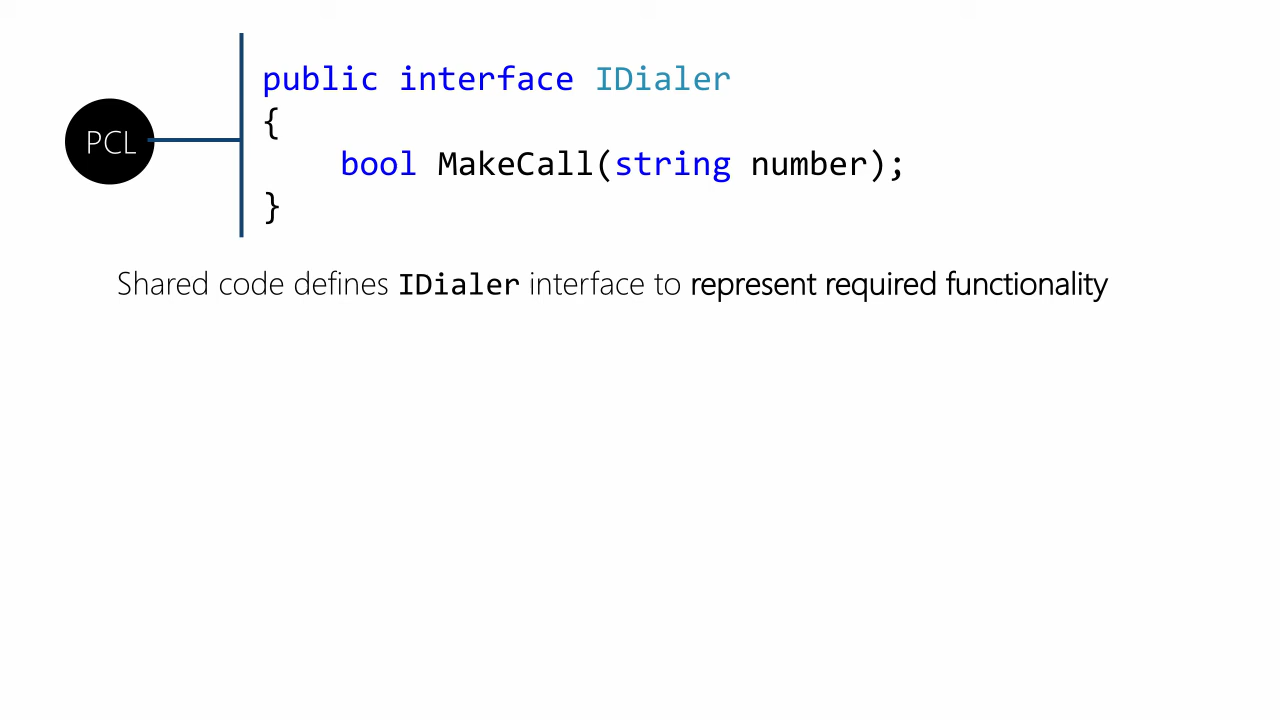 public interface IDialer
{
PCL
    bool MakeCall(string number);
}
Shared code defines IDialer interface to represent required functionality